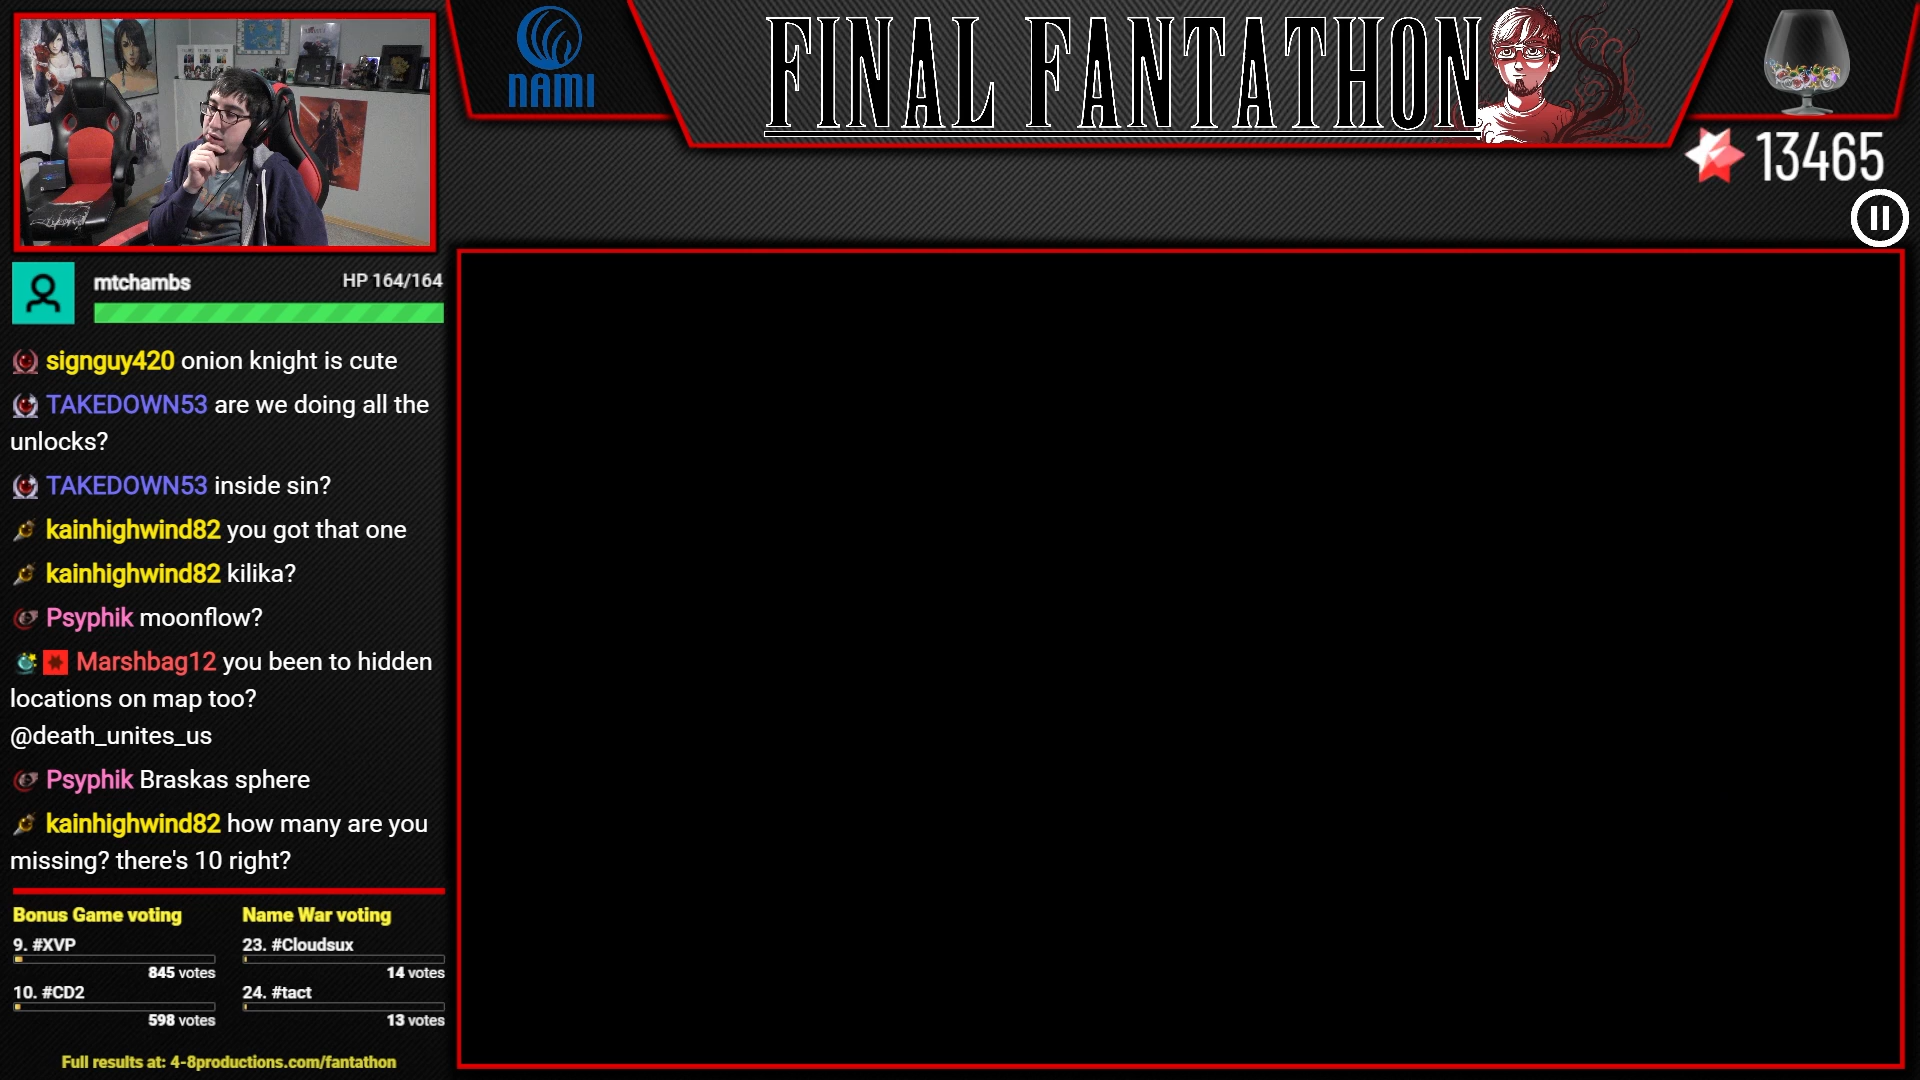 NAMI
FINAL FANTATHON
13465
mtchambs
HP 164/164
signguy420 onion knight is cute
TAKEDOWN53 are we doing all the
unlocks?
TAKEDOWN53 inside sin?
kainhighwind82 you got that one
kainhighwind82 kilika?
Psyphik moonflow?
Marshbag12 you been to hidden
locations on map too?
@death_unites_us
Psyphik Braskas sphere
kainhighwind82 how many are you
missing? there's 10 right?
Bonus Game voting
9. #XVP
845 votes
10. #CD2
598 votes
Name War voting
23. #Cloudsux
14 votes
24. #tact
13 votes
Full results at: 4-8productions.com/fantathon